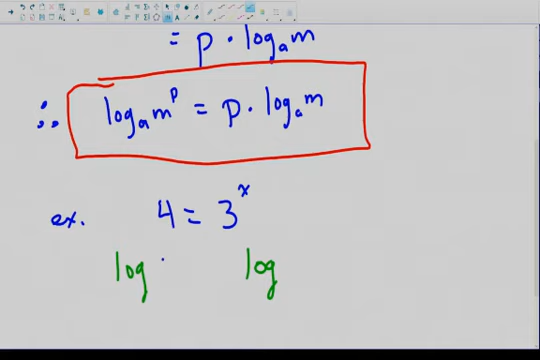 = p · logₐm
∴ logₐmᵖ = p · logₐm
ex. 4 = 3ˣ
log log